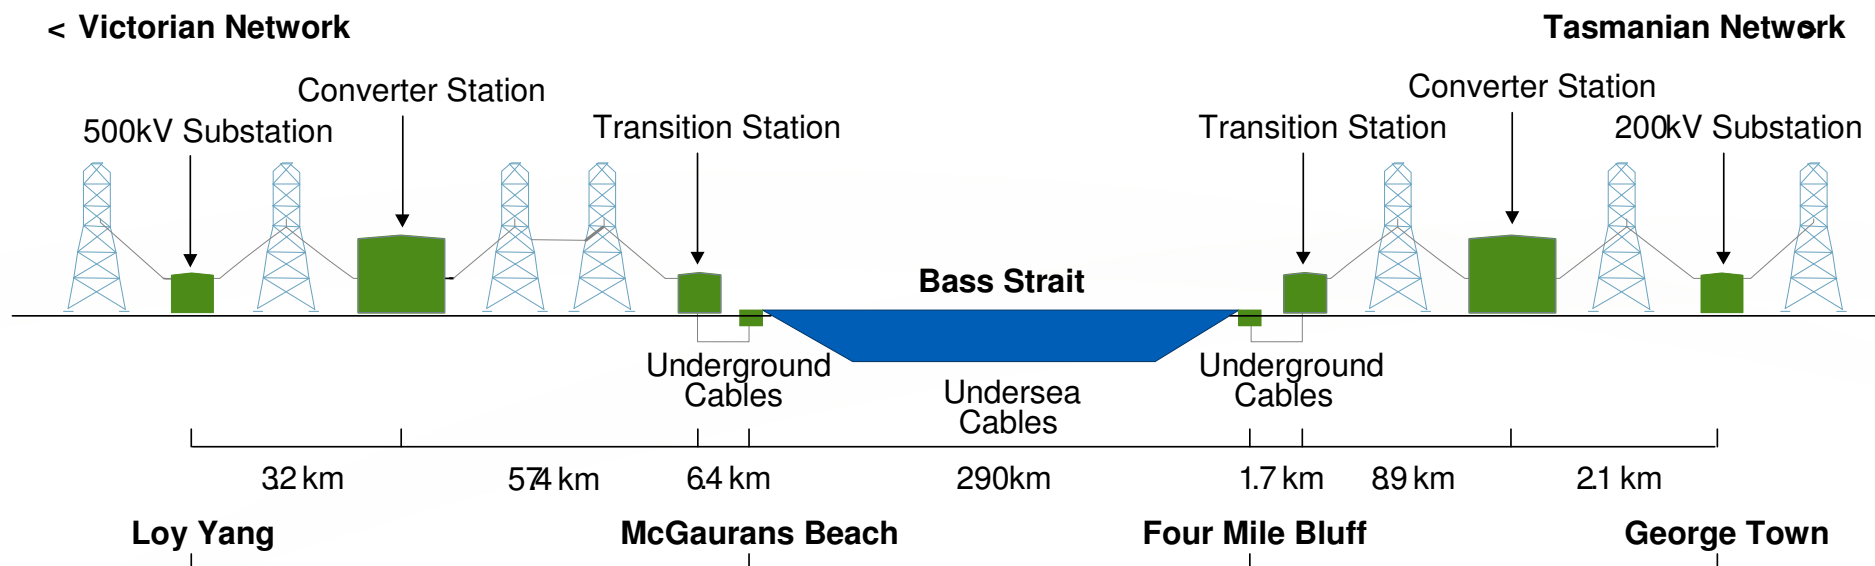 < Victorian Network
Tasmanian Network >
Converter Station
Converter Station
500kV Substation
Transition Station
Transition Station
200kV Substation
Bass Strait
Underground
Cables
Undersea
Cables
Underground
Cables
3.2 km
57.4 km
6.4 km
290km
1.7 km
8.9 km
2.1 km
Loy Yang
McGaurans Beach
Four Mile Bluff
George Town